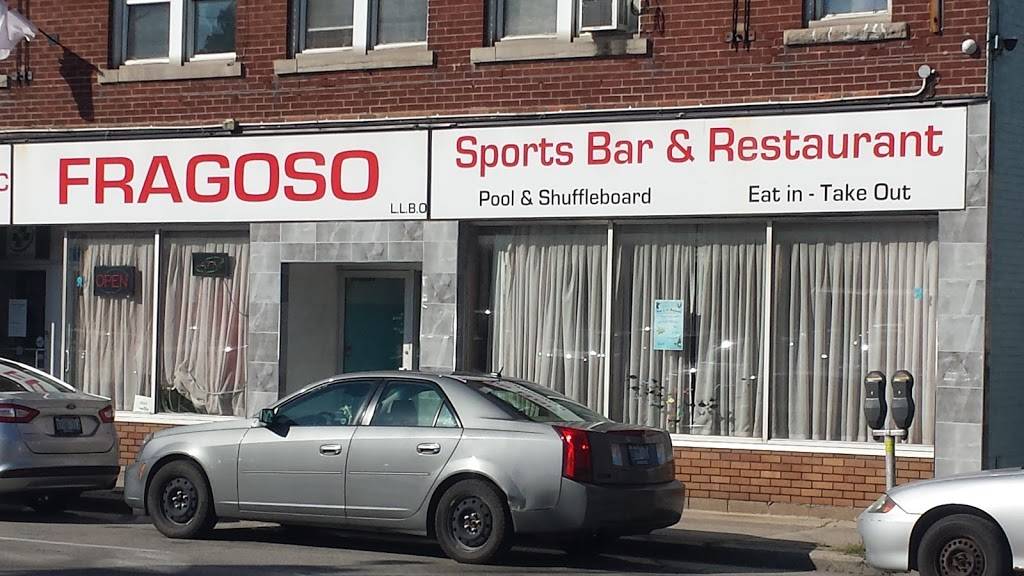 FRAGOSO
L.L.B.O
Sports Bar & Restaurant
Pool & Shuffleboard
Eat in - Take Out
OPEN
C